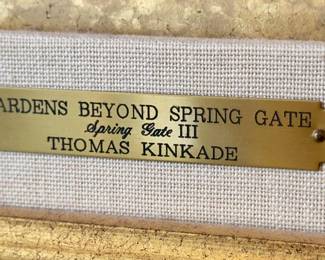 ARDENS BEYOND SPRING GATE
Spring Gate III
THOMAS KINKADE